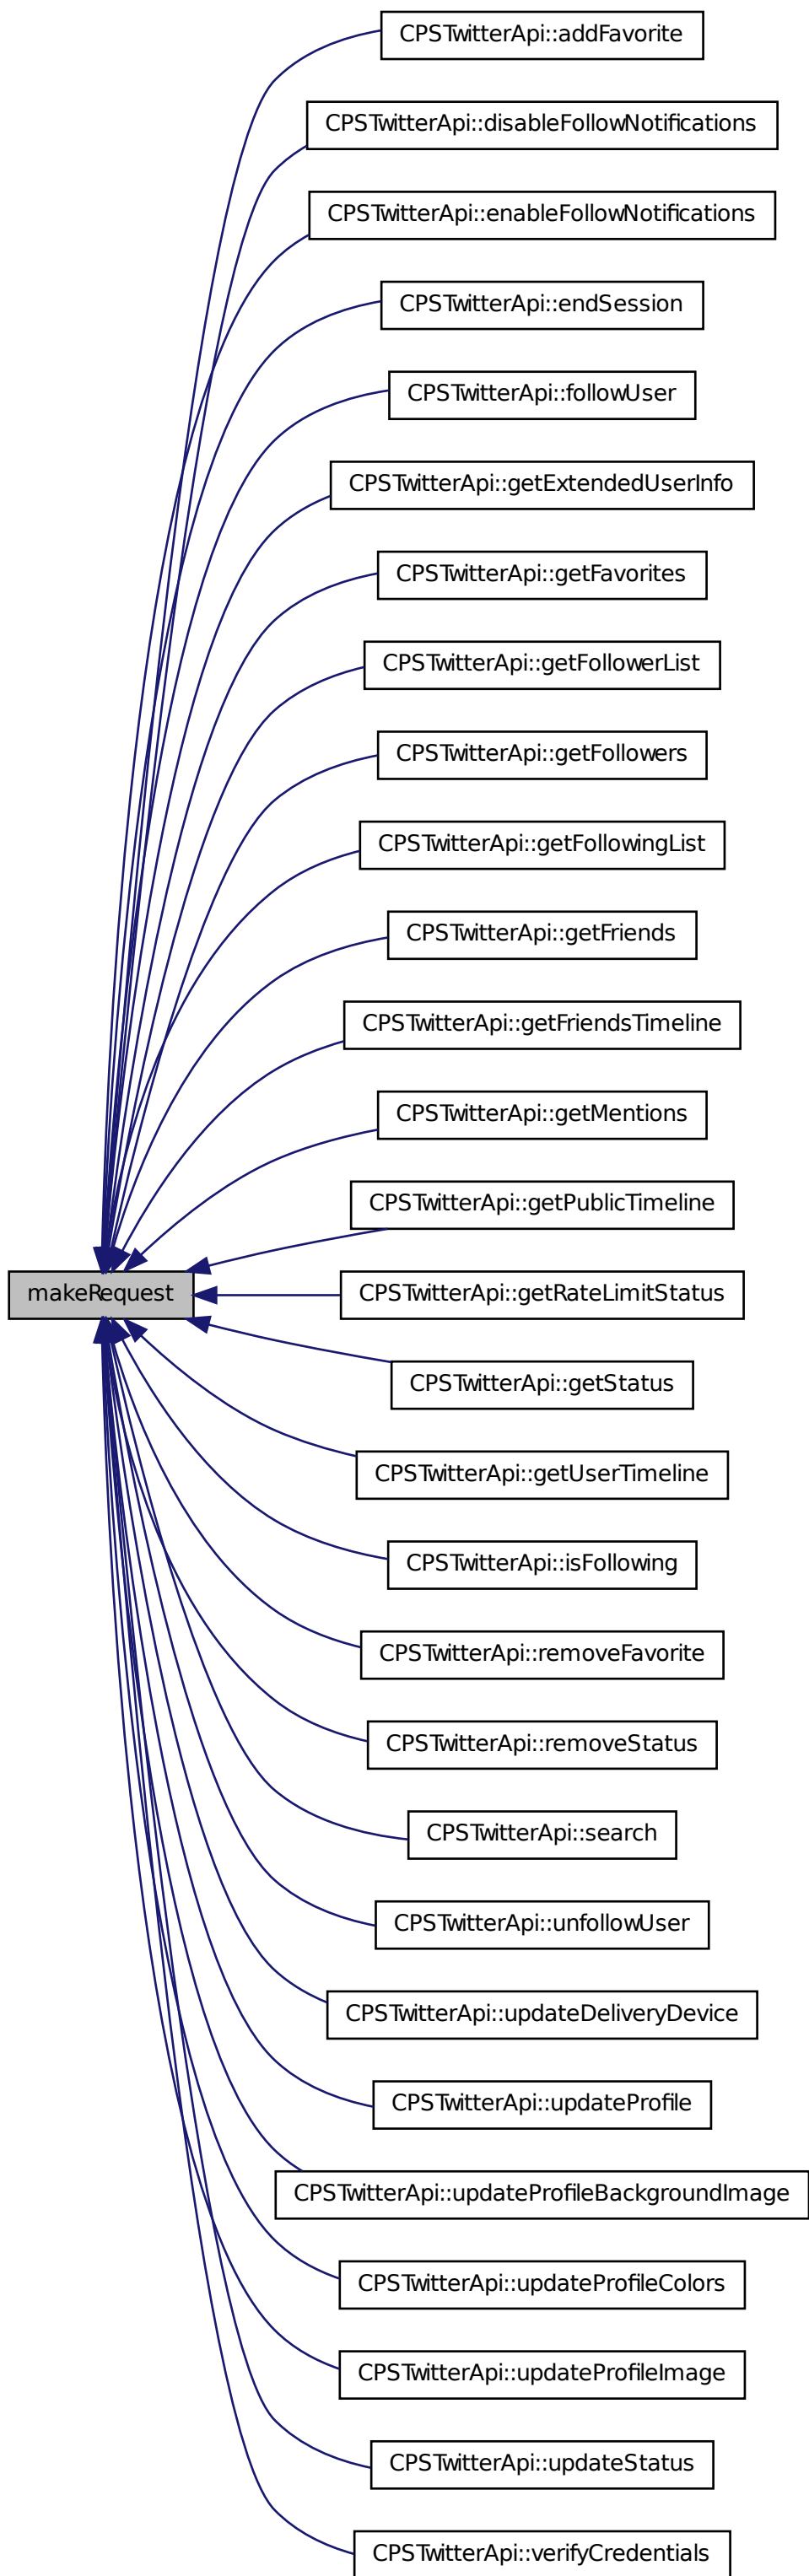 CPSTwitterApi::addFavorite
CPSTwitterApi::disableFollowNotifications
CPSTwitterApi::enableFollowNotifications
CPSTwitterApi::endSession
CPSTwitterApi::followUser
CPSTwitterApi::getExtendedUserInfo
CPSTwitterApi::getFavorites
CPSTwitterApi::getFollowerList
CPSTwitterApi::getFollowers
CPSTwitterApi::getFollowingList
CPSTwitterApi::getFriends
CPSTwitterApi::getFriendsTimeline
CPSTwitterApi::getMentions
CPSTwitterApi::getPublicTimeline
makeRequest
CPSTwitterApi::getRateLimitStatus
CPSTwitterApi::getStatus
CPSTwitterApi::getUserTimeline
CPSTwitterApi::isFollowing
CPSTwitterApi::removeFavorite
CPSTwitterApi::removeStatus
CPSTwitterApi::search
CPSTwitterApi::unfollowUser
CPSTwitterApi::updateDeliveryDevice
CPSTwitterApi::updateProfile
CPSTwitterApi::updateProfileBackgroundImage
CPSTwitterApi::updateProfileColors
CPSTwitterApi::updateProfileImage
CPSTwitterApi::updateStatus
CPSTwitterApi::verifyCredentials